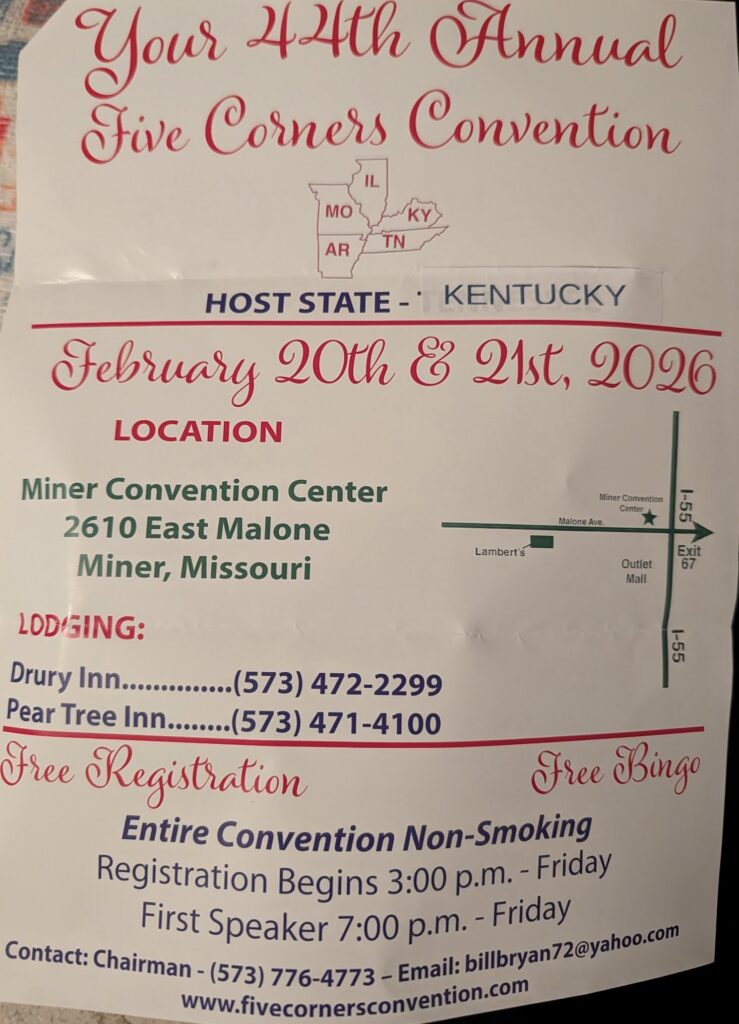 Your 44th Annual
Five Corners Convention
IL
MO
KY
AR
TN
HOST STATE - KENTUCKY
February 20th & 21st, 2026
LOCATION
Miner Convention Center
2610 East Malone
Miner, Missouri
Miner Convention
Center
I-55
Malone Ave.
Lambert's
Exit
67
Outlet
Mall
I-55
LODGING:
Drury Inn...............(573) 472-2299
Pear Tree Inn........(573) 471-4100
Free Registration
Free Bingo
Entire Convention Non-Smoking
Registration Begins 3:00 p.m. - Friday
First Speaker 7:00 p.m. - Friday
Contact: Chairman - (573) 776-4773 – Email: billbryan72@yahoo.com
www.fivecornersconvention.com